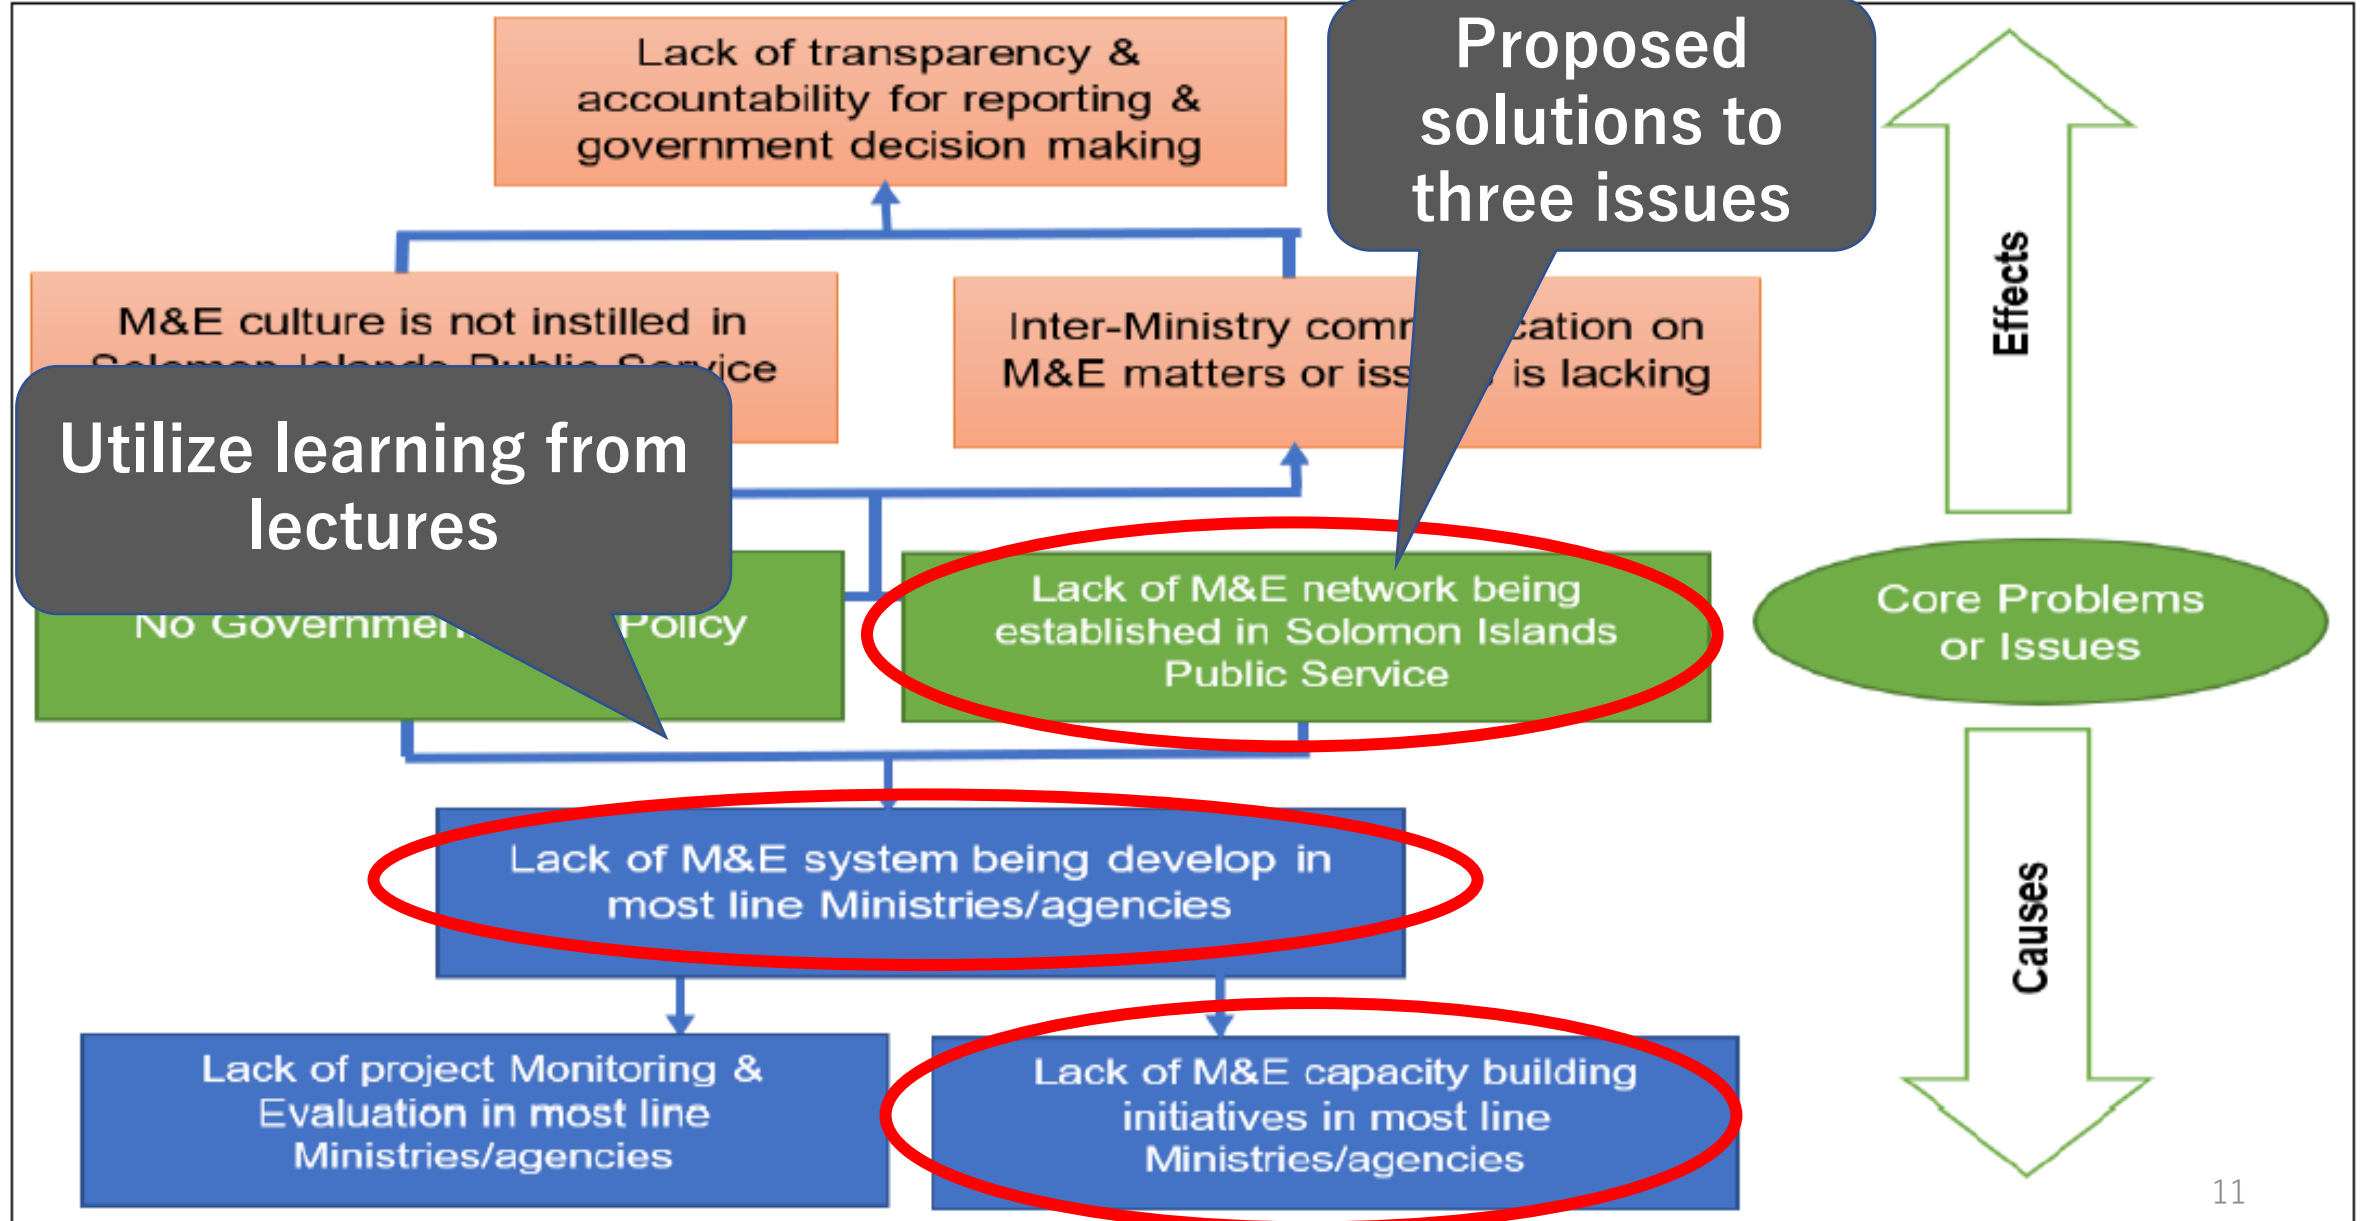 Lack of transparency &
accountability for reporting &
government decision making
Proposed
solutions to
three issues
Effects
M&E culture is not instilled in
Solomon Islands Public Service
Inter-Ministry
M&E matters or is lacking
cation on
Utilize learning from
lectures
No Policy
Lack of M&E network being
established in Solomon Islands
Public Service
Core Problems
or Issues
Lack of M&E system being develop in
most line Ministries/agencies
Causes
Lack of project Monitoring &
Evaluation in most line
Ministries/agencies
Lack of M&E capacity building
initiatives in most line
Ministries/agencies
11